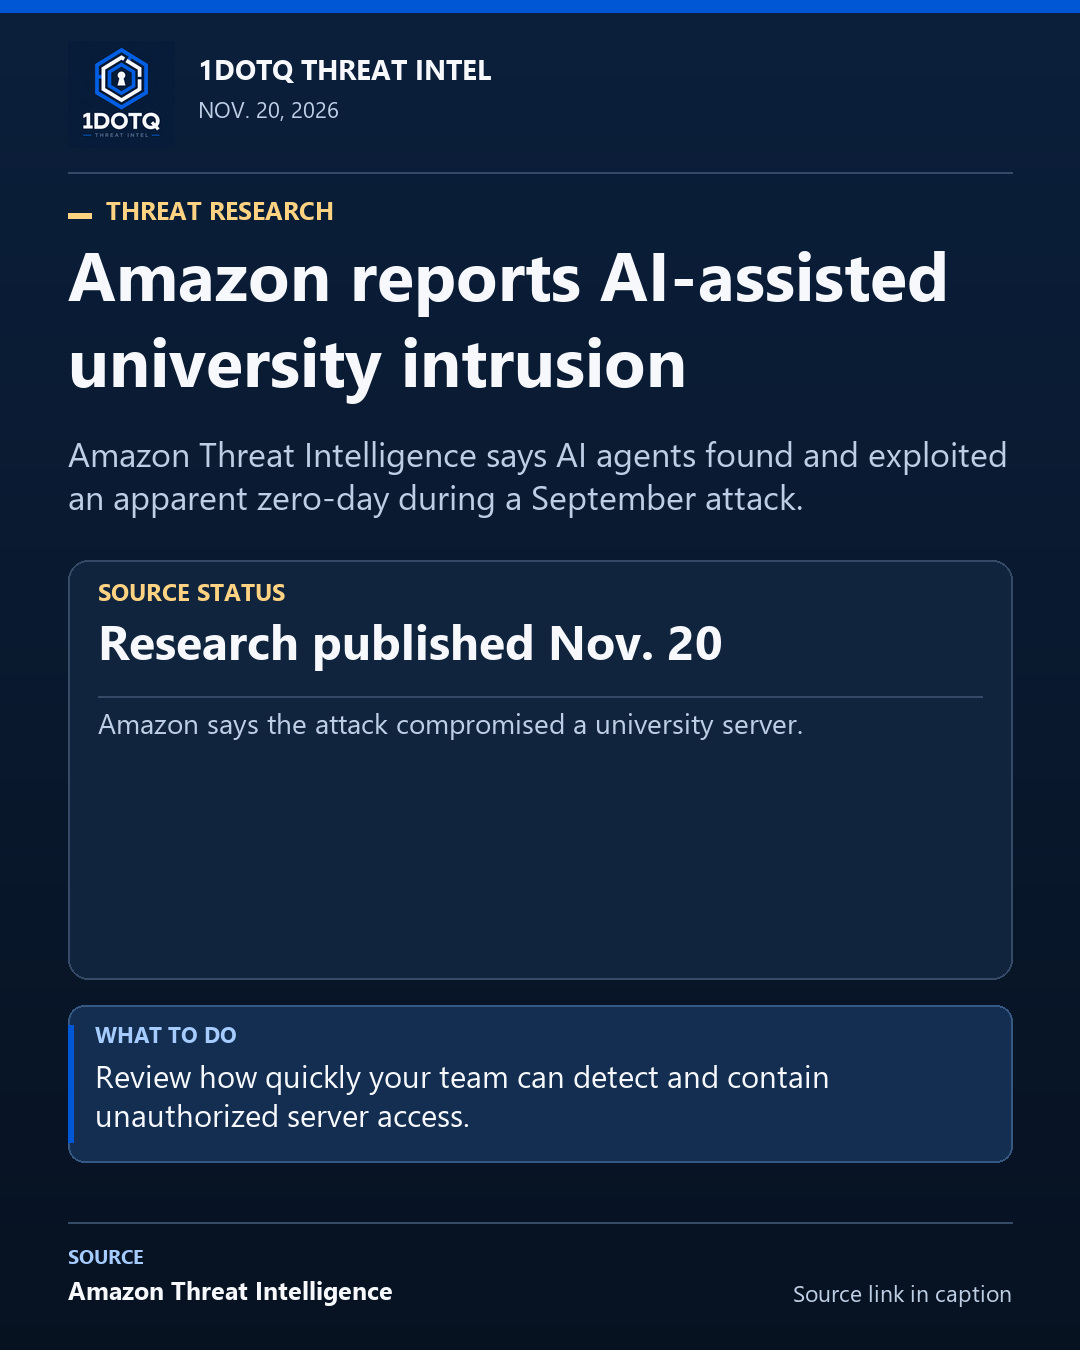 1DOTQ
THREAT INTEL
1DOTQ THREAT INTEL
NOV. 20, 2026
THREAT RESEARCH
Amazon reports AI-assisted
university intrusion
Amazon Threat Intelligence says AI agents found and exploited
an apparent zero-day during a September attack.
SOURCE STATUS
Research published Nov. 20
Amazon says the attack compromised a university server.
WHAT TO DO
Review how quickly your team can detect and contain
unauthorized server access.
SOURCE
Amazon Threat Intelligence
Source link in caption